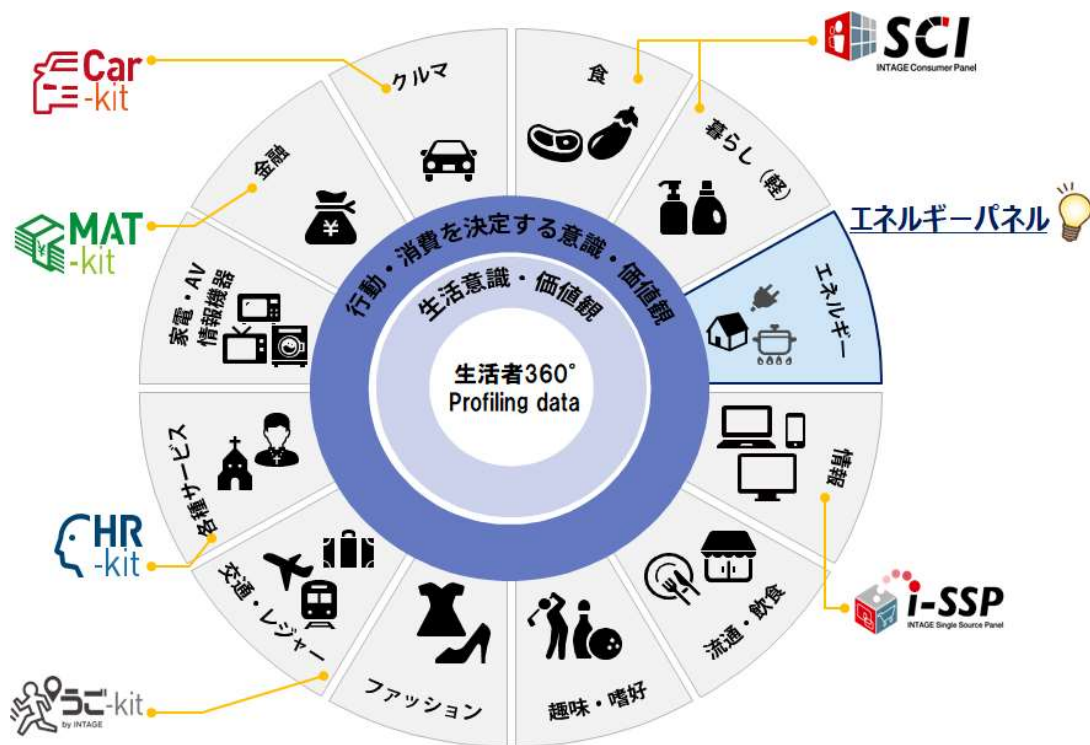 Car
-kit
クルマ
食
SCI
INTAGE Consumer Panel
金融
暮らし（軽）
MAT
-kit
エネルギーパネル
家電・AV
情報機器
行動・消費を決定する意識・価値観
生活意識・価値観
エネルギー
生活者360°
Profiling data
各種サービス
情報
HR
-kit
交通・レジャー
流通・飲食
i-SSP
INTAGE Single Source Panel
ファッション
趣味・嗜好
うご-kit
by INTAGE
¥
¥